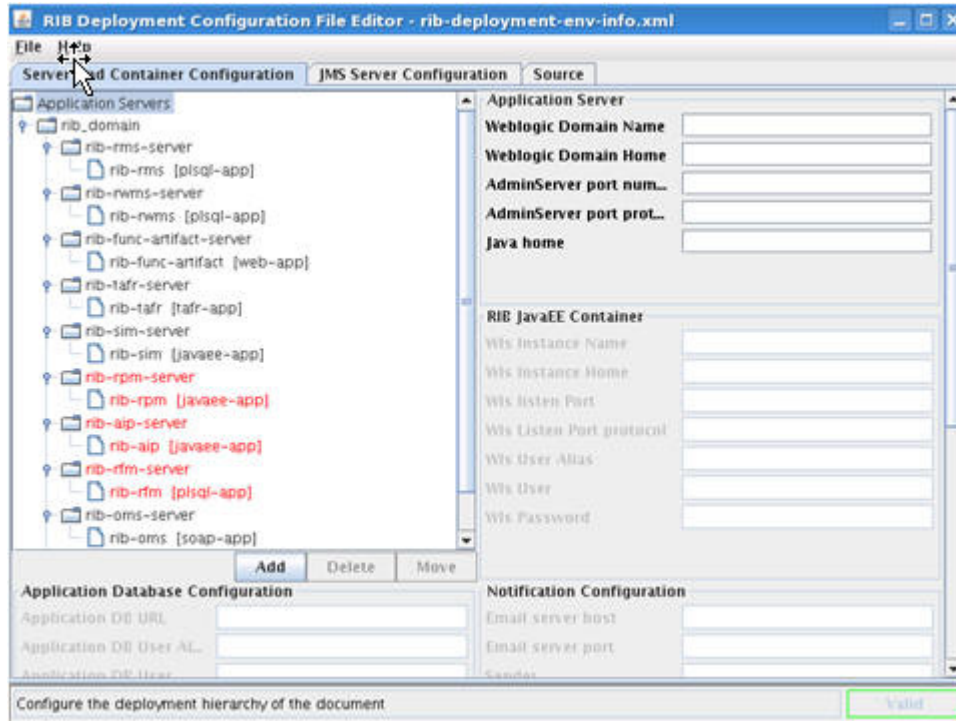 RIB Deployment Configuration File Editor - rib-deployment-env-info.xml
File Help
Server and Container Configuration JMS Server Configuration Source
Application Servers
rib_domain
rib-rms-server
rib-rms [plsql-app]
rib-rwms-server
rib-rwms [plsql-app]
rib-func-artifact-server
rib-func-artifact [web-app]
rib-tafr-server
rib-tafr [tafr-app]
rib-sim-server
rib-sim [javaee-app]
rib-rpm-server
rib-rpm [javaee-app]
rib-aip-server
rib-aip [javaee-app]
rib-rfm-server
rib-rfm [plsql-app]
rib-oms-server
rib-oms [soap-app]
Add Delete Move
Application Database Configuration
Application DB URL
Application DB User AL...
Application DB User
Application Server
Weblogic Domain Name
Weblogic Domain Home
AdminServer port num...
AdminServer port prot...
Java home
RIB JavaEE Container
Wls Instance Name
Wls Instance Home
Wls listen Port
Wls Listen Port protocol
Wls User Alias
Wls User
Wls Password
Notification Configuration
Email server host
Email server port
Sender
Configure the deployment hierarchy of the document
Valid